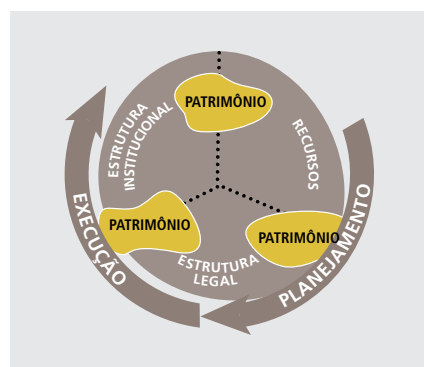 PATRIMÔNIO
ESTRUTURA
INSTITUCIONAL
RECURSOS
PATRIMÔNIO
PATRIMÔNIO
ESTRUTURA
LEGAL
EXECUÇÃO
PLANEJAMENTO